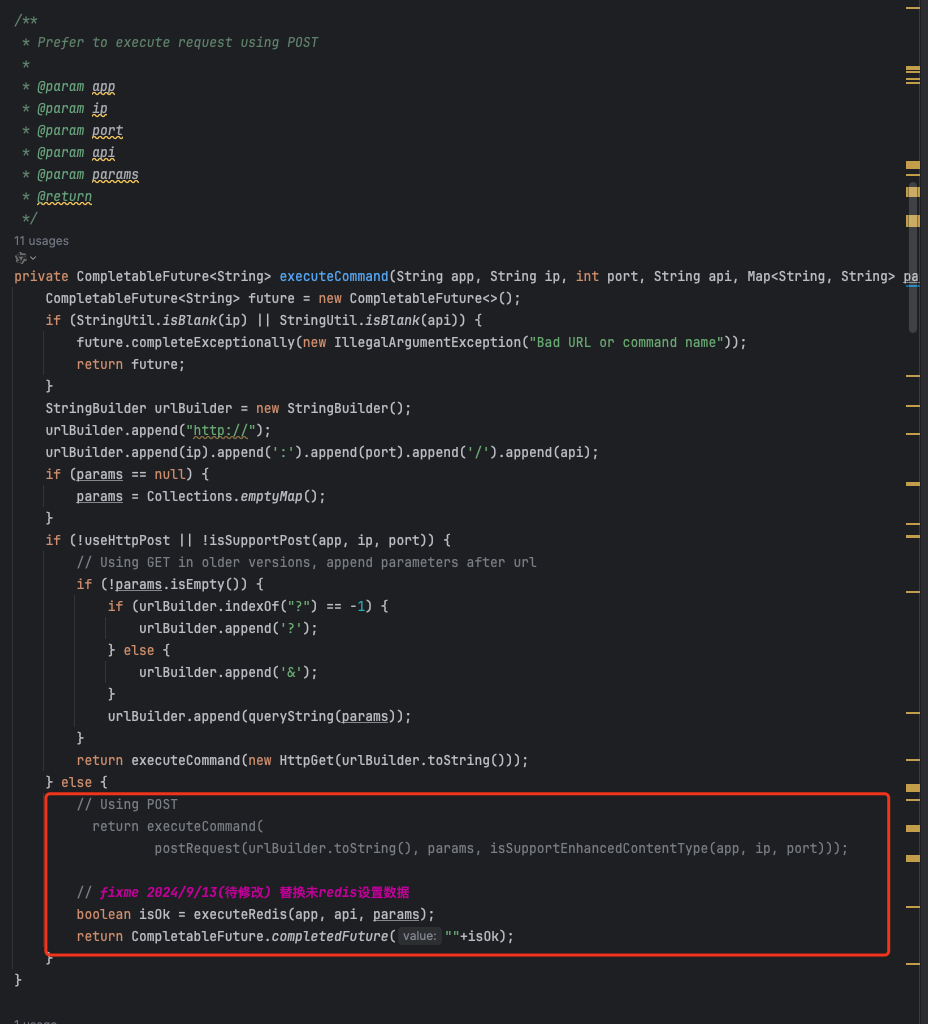 /**
 * Prefer to execute request using POST
 *
 * @param app
 * @param ip
 * @param port
 * @param api
 * @param params
 * @return
 */
11 usages
private CompletableFuture<String> executeCommand(String app, String ip, int port, String api, Map<String, String> pa
    CompletableFuture<String> future = new CompletableFuture<>();
    if (StringUtil.isBlank(ip) || StringUtil.isBlank(api)) {
        future.completeExceptionally(new IllegalArgumentException("Bad URL or command name"));
        return future;
    }
    StringBuilder urlBuilder = new StringBuilder();
    urlBuilder.append("http://");
    urlBuilder.append(ip).append(':').append(port).append('/').append(api);
    if (params == null) {
        params = Collections.emptyMap();
    }
    if (!useHttpPost || !isSupportPost(app, ip, port)) {
        // Using GET in older versions, append parameters after url
        if (!params.isEmpty()) {
            if (urlBuilder.indexOf("?") == -1) {
                urlBuilder.append('?');
            } else {
                urlBuilder.append('&');
            }
            urlBuilder.append(queryString(params));
        }
        return executeCommand(new HttpGet(urlBuilder.toString()));
    } else {
        // Using POST
          return executeCommand(
                  postRequest(urlBuilder.toString(), params, isSupportEnhancedContentType(app, ip, port)));
        // fixme 2024/9/13(待修改) 替换未redis设置数据
        boolean isOk = executeRedis(app, api, params);
        return CompletableFuture.completedFuture( value: ""+isOk);
    }
}
1 usage